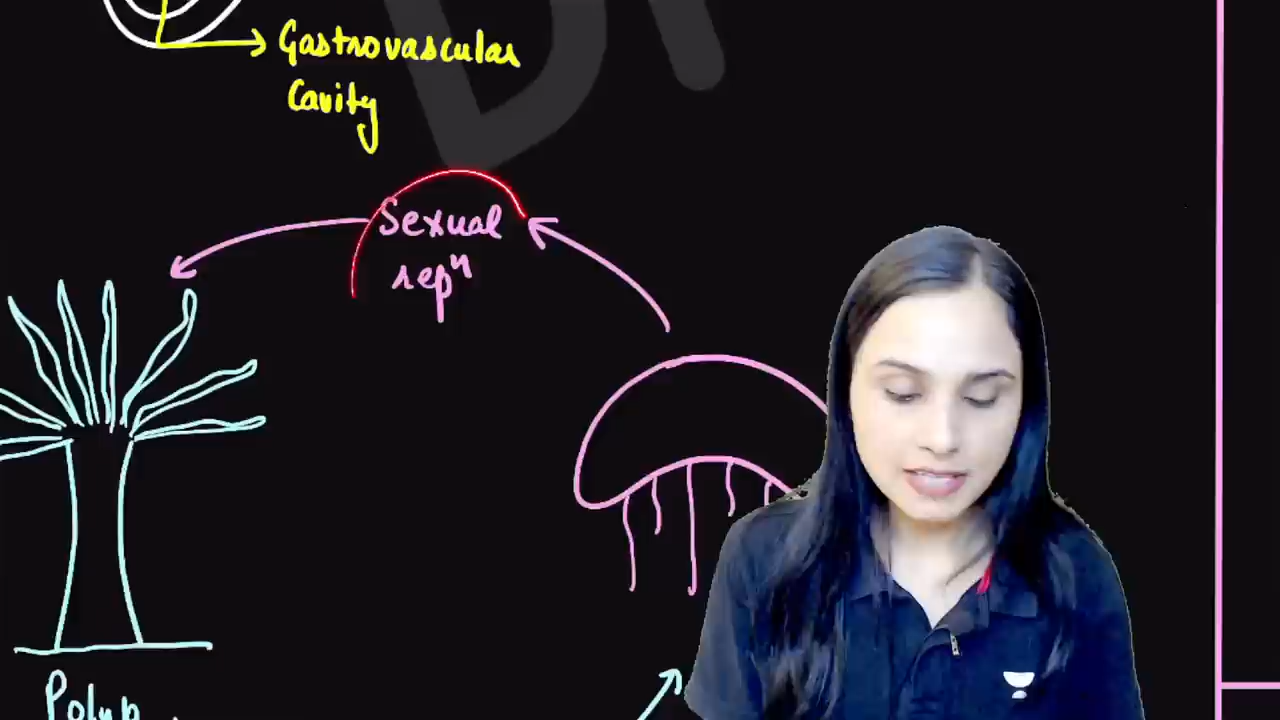 Gastrovascular
Cavity
Sexual
repⁿ
Polyp